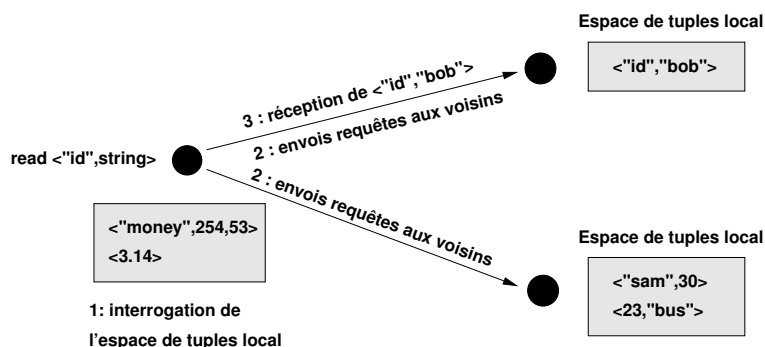 Espace de tuples local
<"id","bob">
3 : réception de <"id","bob">
2 : envois requêtes aux voisins
read <"id",string>
2 : envois requêtes aux voisins
<"money",254,53>
<3.14>
1: interrogation de
l'espace de tuples local
Espace de tuples local
<"sam",30>
<23,"bus">